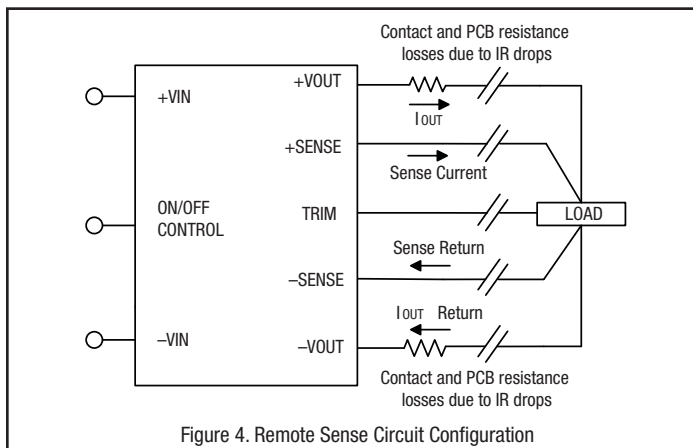 Contact and PCB resistance
losses due to IR drops
+VOUT
+VIN
IOUT
+SENSE
Sense Current
ON/OFF
CONTROL
TRIM
LOAD
Sense Return
−SENSE
IOUT Return
−VIN
−VOUT
Contact and PCB resistance
losses due to IR drops
Figure 4. Remote Sense Circuit Configuration